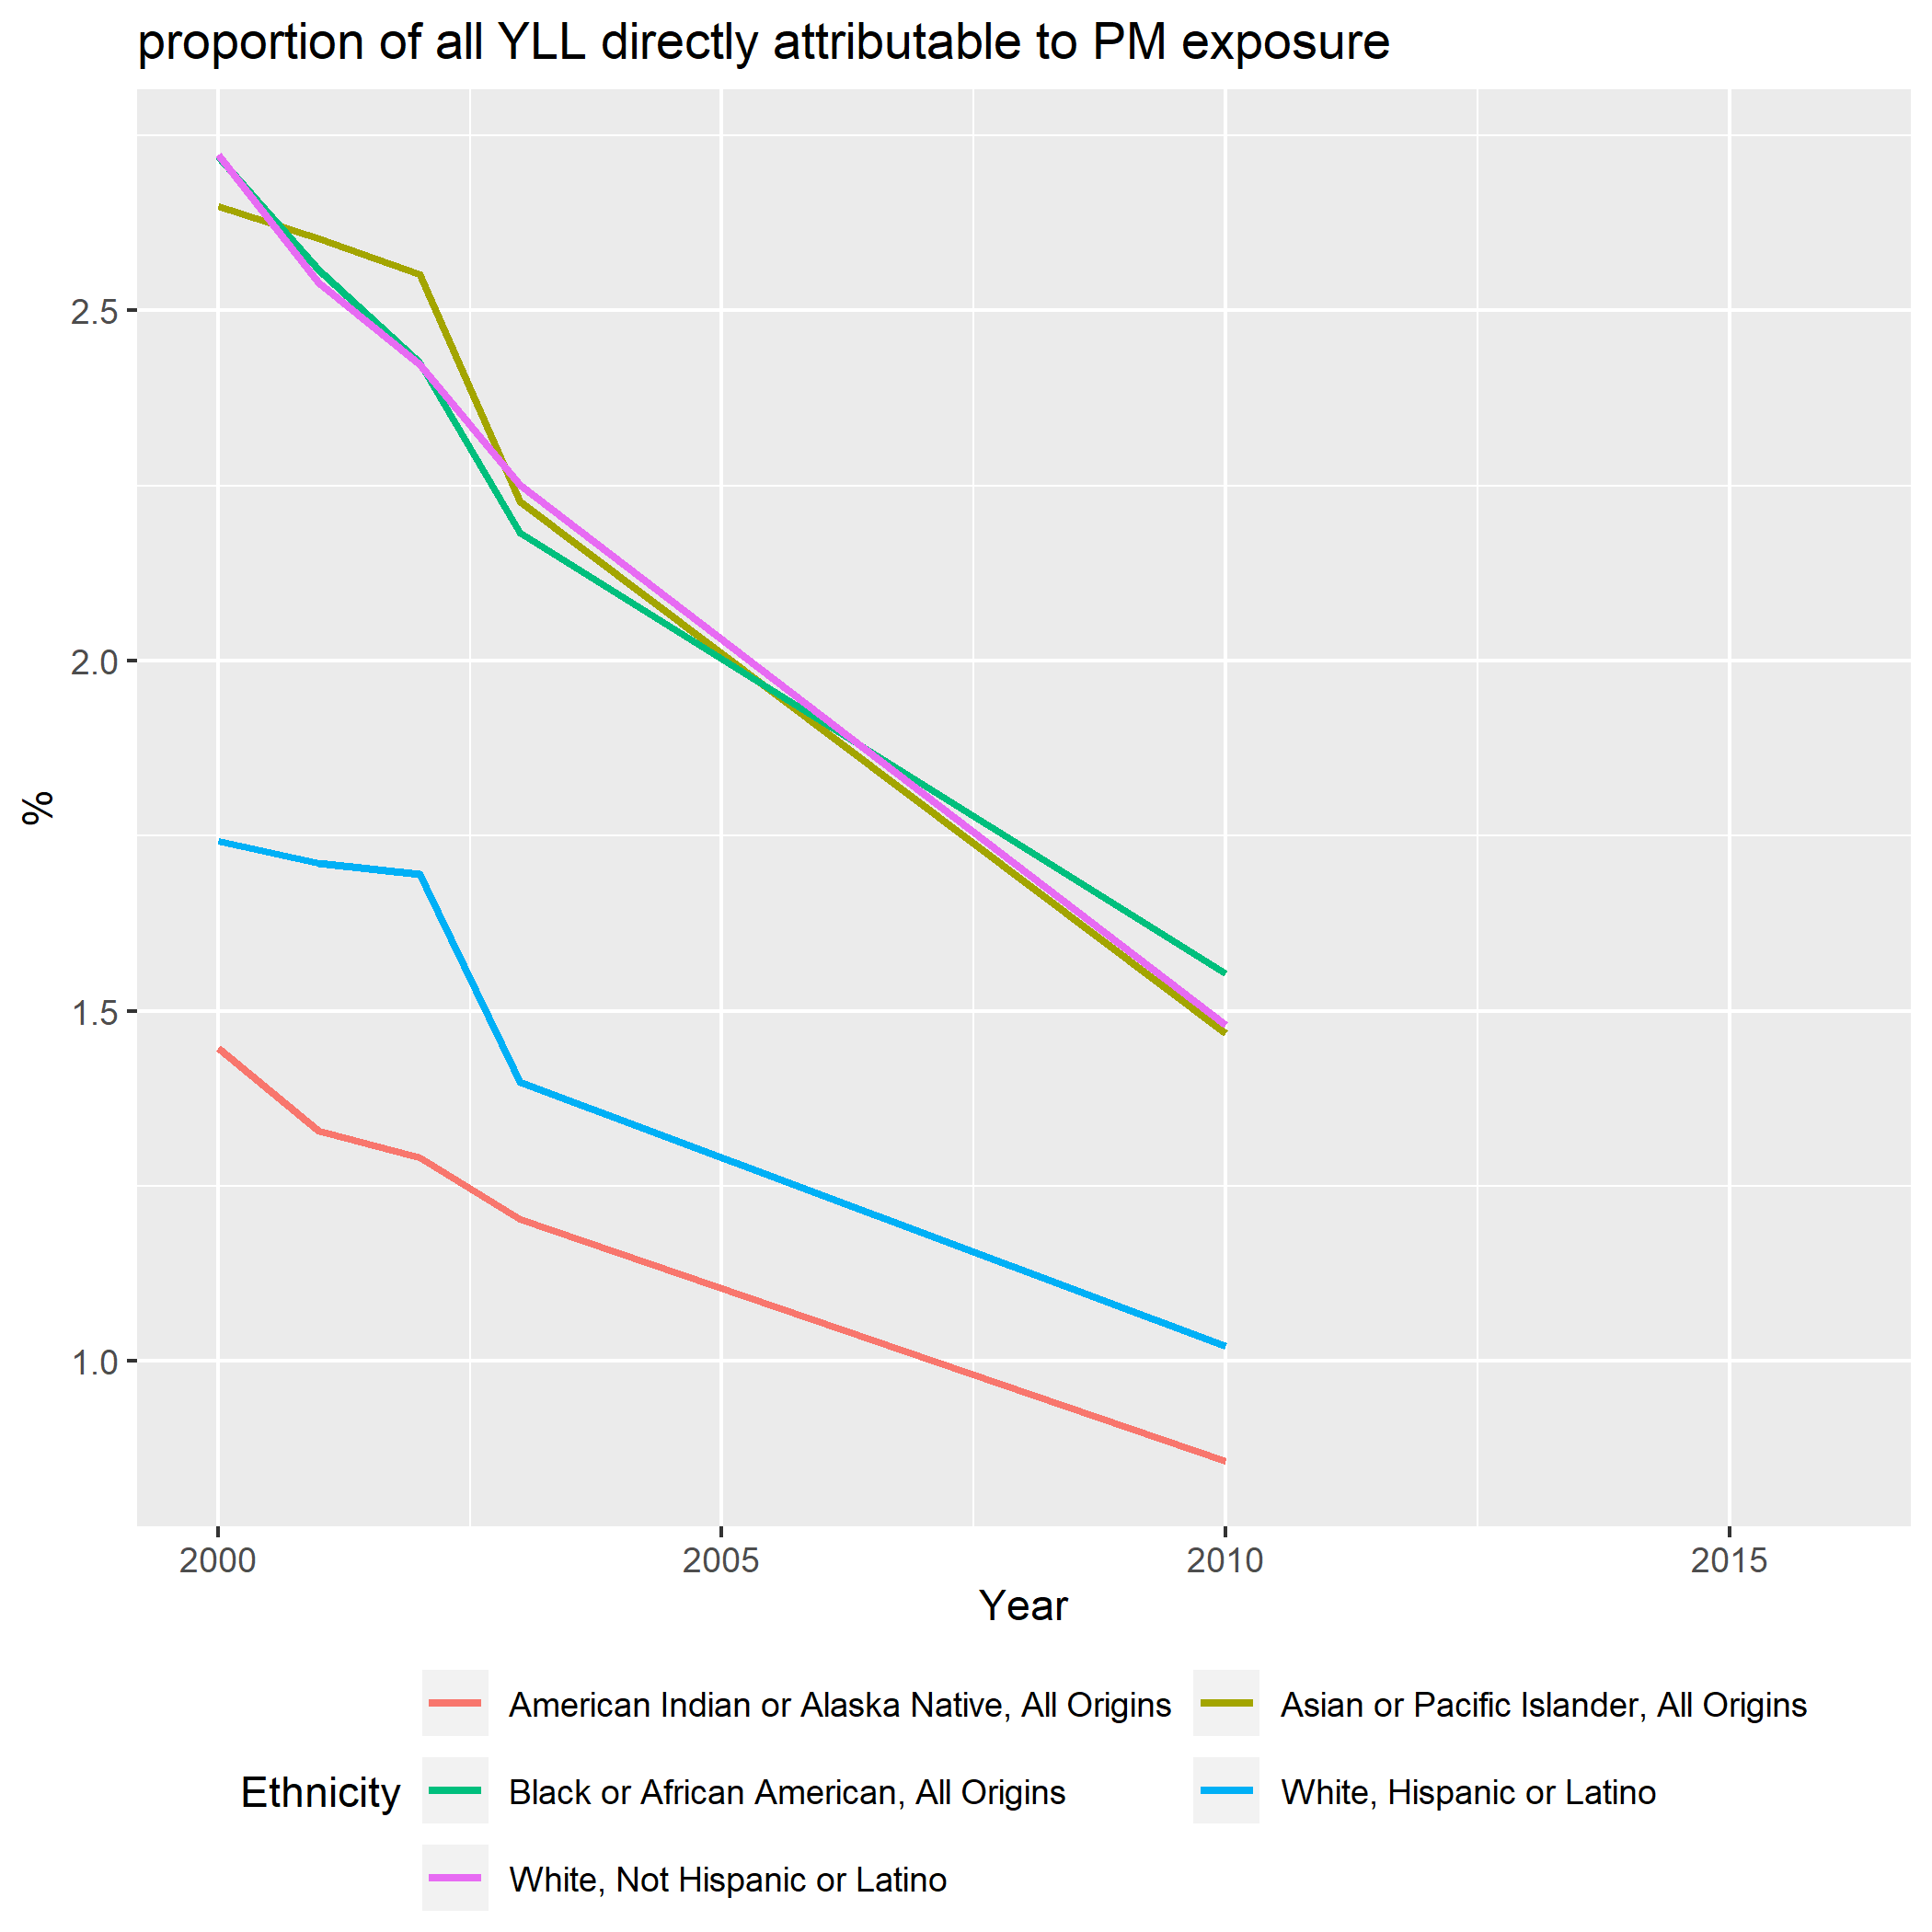 proportion of all YLL directly attributable to PM exposure
2.5
2.0
1.5
1.0
%
2000 2005 2010 2015
Year
Ethnicity
American Indian or Alaska Native, All Origins
Asian or Pacific Islander, All Origins
Black or African American, All Origins
White, Hispanic or Latino
White, Not Hispanic or Latino